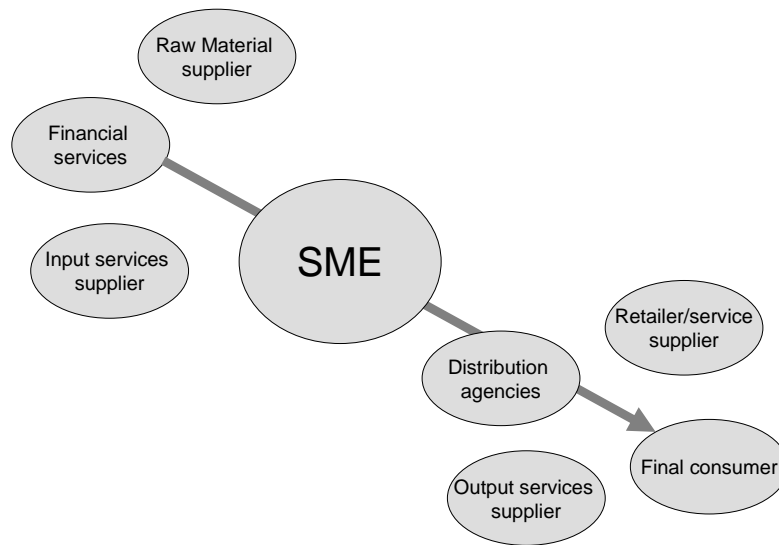 Raw Material
supplier
Financial
services
Input services
supplier
SME
Retailer/service
supplier
Distribution
agencies
Final consumer
Output services
supplier